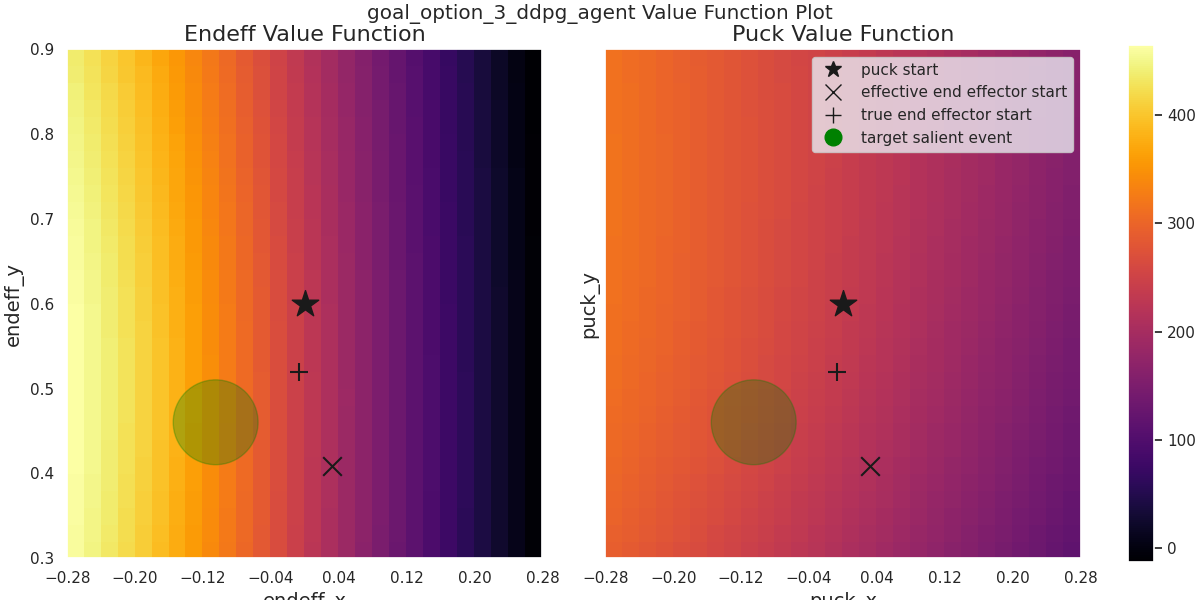 goal_option_3_ddpg_agent Value Function Plot
Endeff Value Function
0.9
0.8
0.7
0.6
0.5
0.4
0.3
endeff_y
−0.28 −0.20 −0.12 −0.04 0.04 0.12 0.20 0.28
endeff_x
Puck Value Function
puck start
effective end effector start
true end effector start
target salient event
puck_y
−0.28 −0.20 −0.12 −0.04 0.04 0.12 0.20 0.28
puck_x
400
300
200
100
0